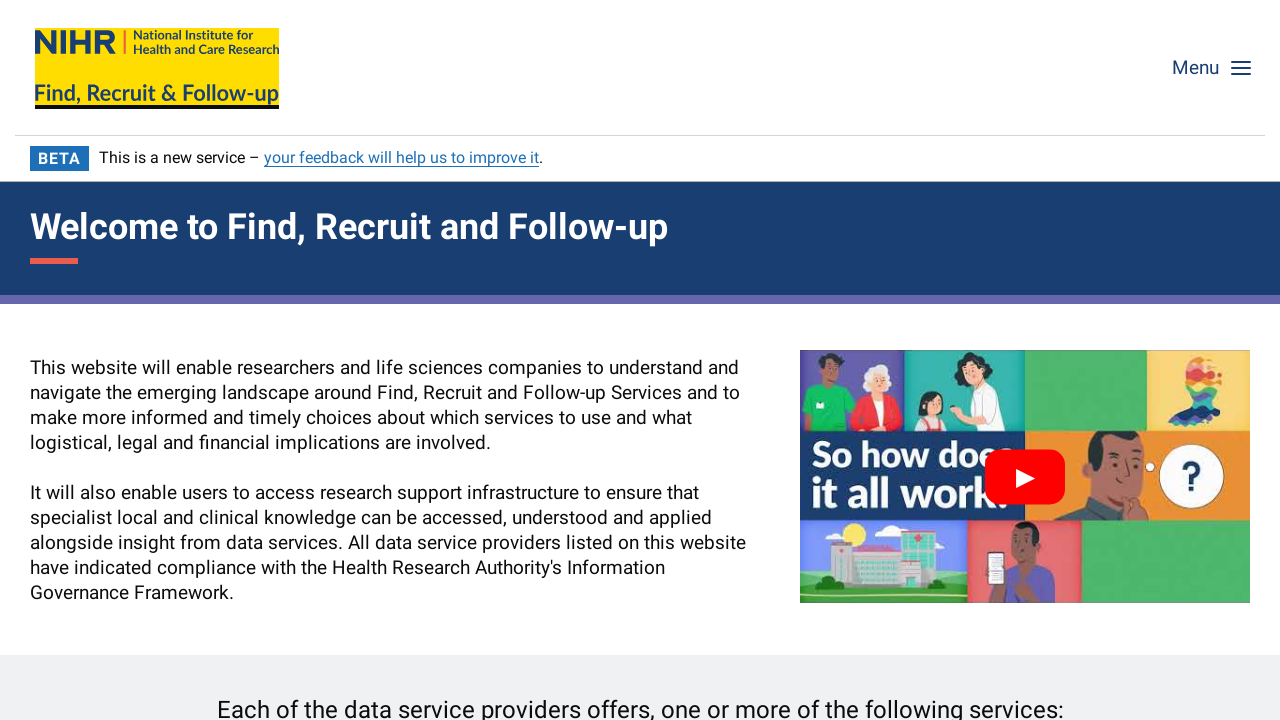 NIHR | National Institute for
Health and Care Research
Find, Recruit & Follow-up
Menu
BETA This is a new service – your feedback will help us to improve it.
Welcome to Find, Recruit and Follow-up
This website will enable researchers and life sciences companies to understand and
navigate the emerging landscape around Find, Recruit and Follow-up Services and to
make more informed and timely choices about which services to use and what
logistical, legal and financial implications are involved.
It will also enable users to access research support infrastructure to ensure that
specialist local and clinical knowledge can be accessed, understood and applied
alongside insight from data services. All data service providers listed on this website
have indicated compliance with the Health Research Authority's Information
Governance Framework.
So how does
it all work?
?
Each of the data service providers offers, one or more of the following services: